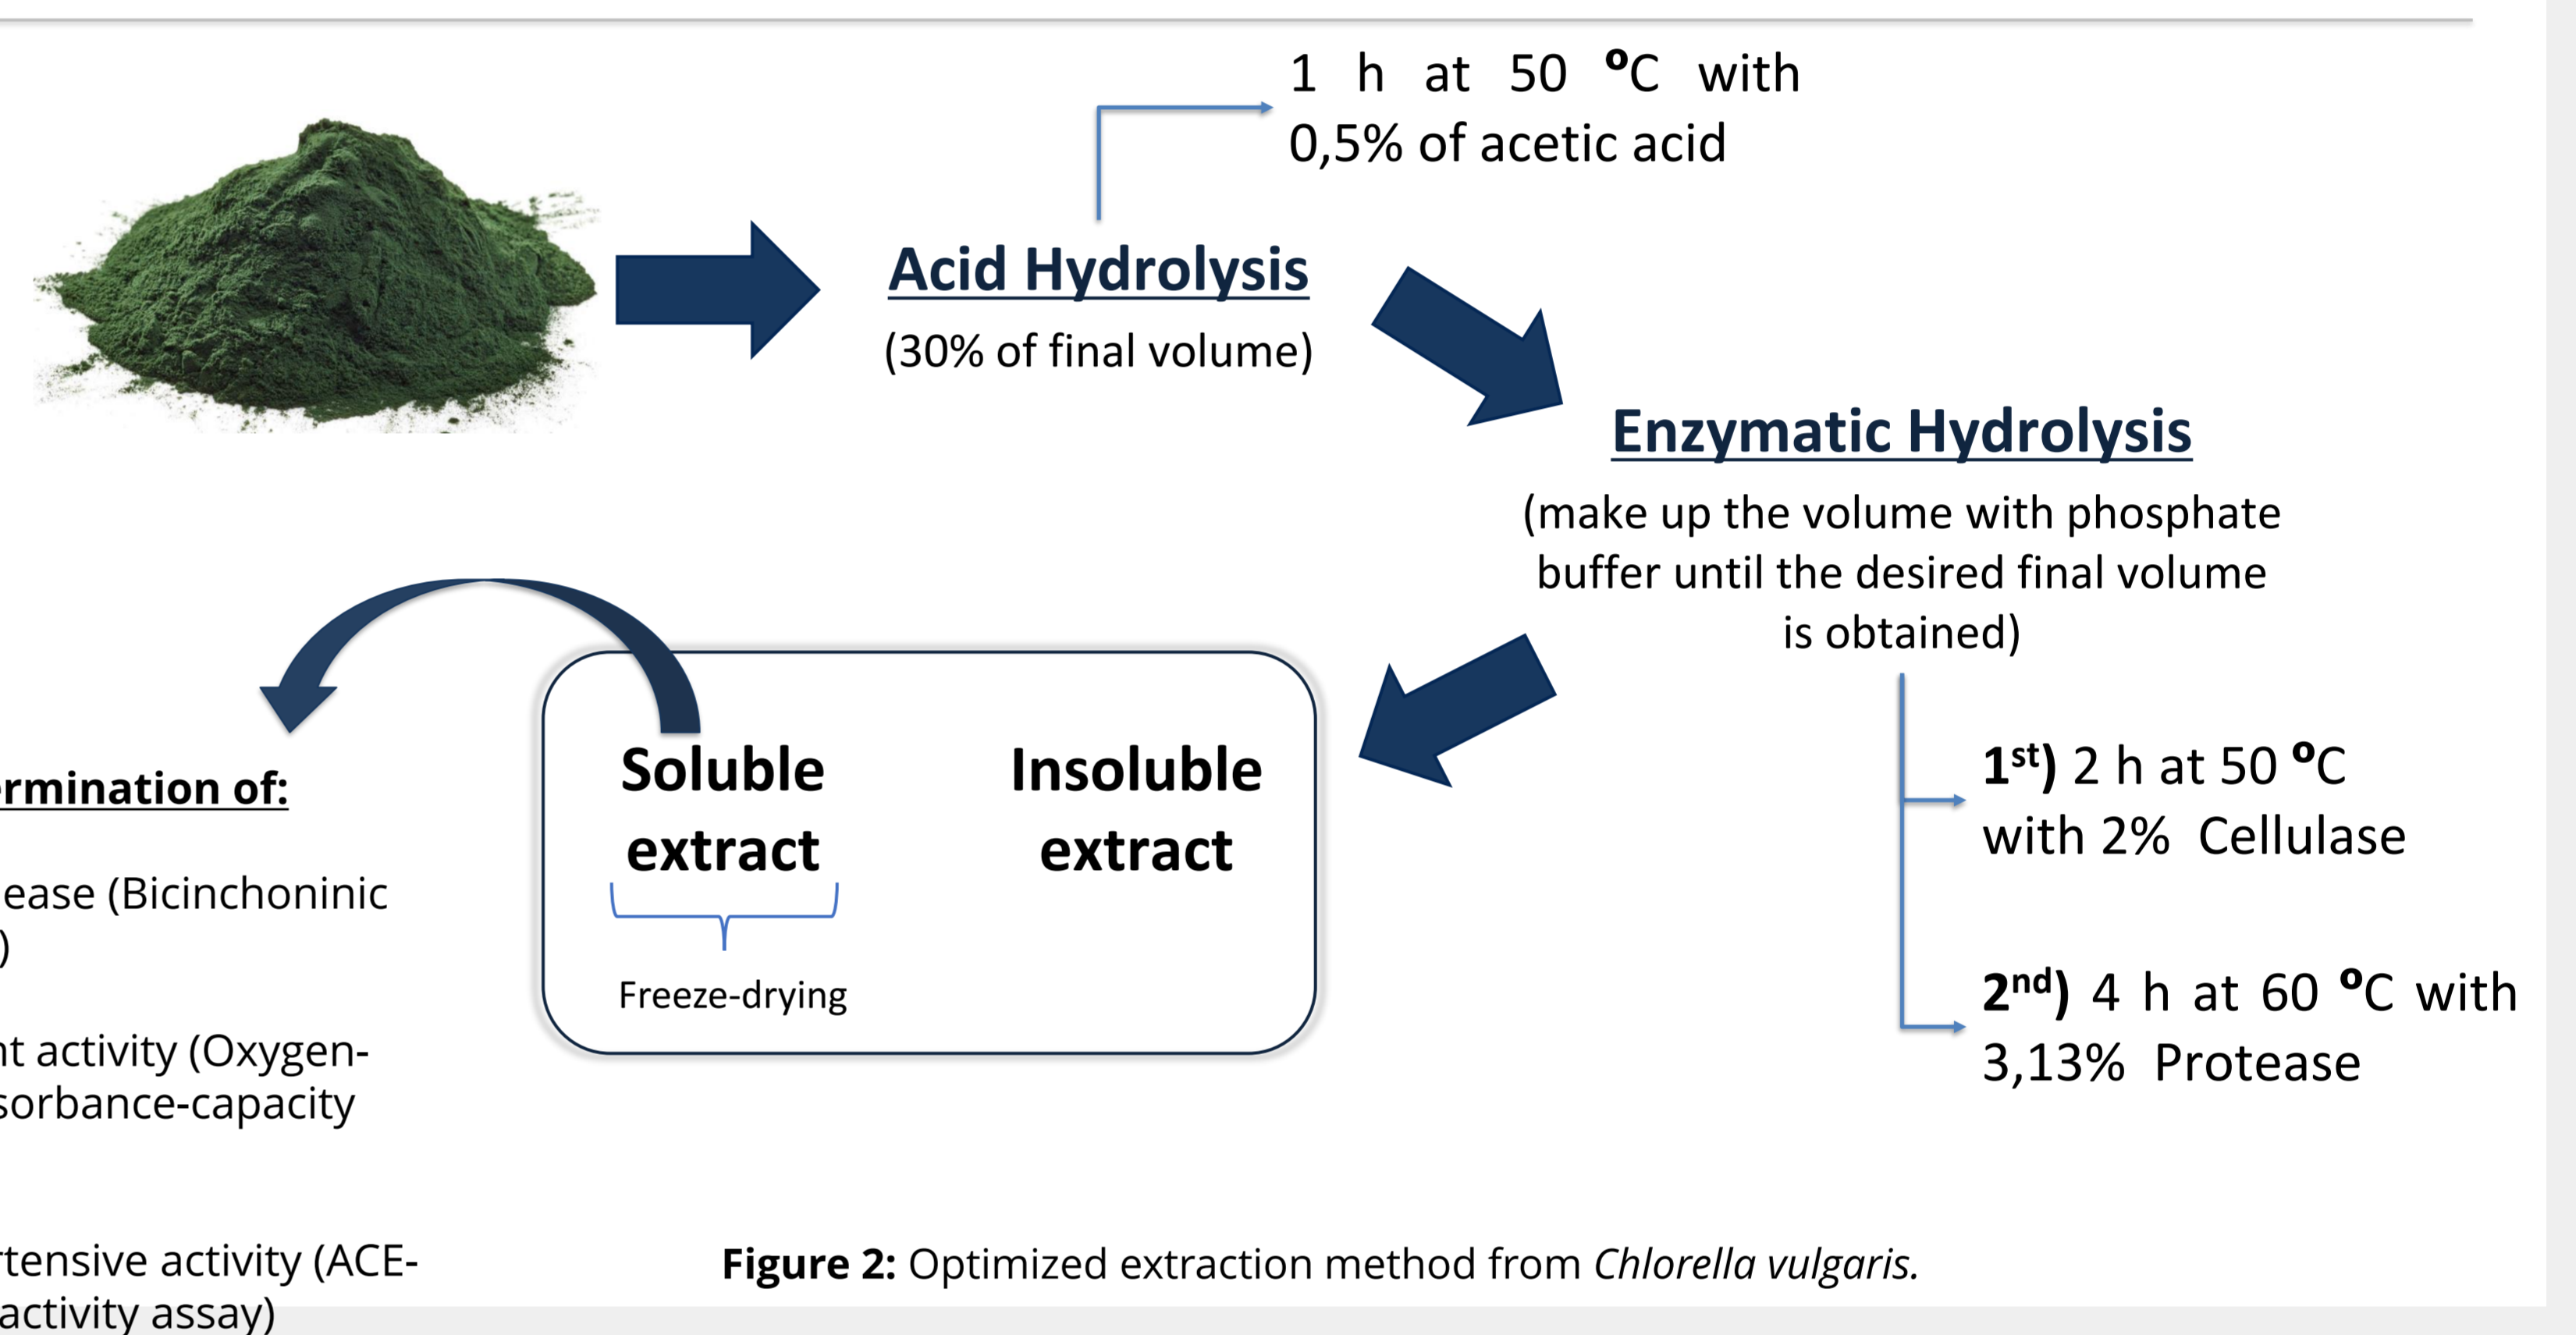 1 h at 50 ºC with
0,5% of acetic acid
Acid Hydrolysis
(30% of final volume)
Enzymatic Hydrolysis
(make up the volume with phosphate
buffer until the desired final volume
is obtained)
1st) 2 h at 50 ºC
with 2% Cellulase
2nd) 4 h at 60 ºC with
3,13% Protease
Soluble
extract
Insoluble
extract
Freeze-drying
rmination of:
ease (Bicinchoninic
)
nt activity (Oxygen-
sorbance-capacity
rtensive activity (ACE-
activity assay)
Figure 2: Optimized extraction method from Chlorella vulgaris.